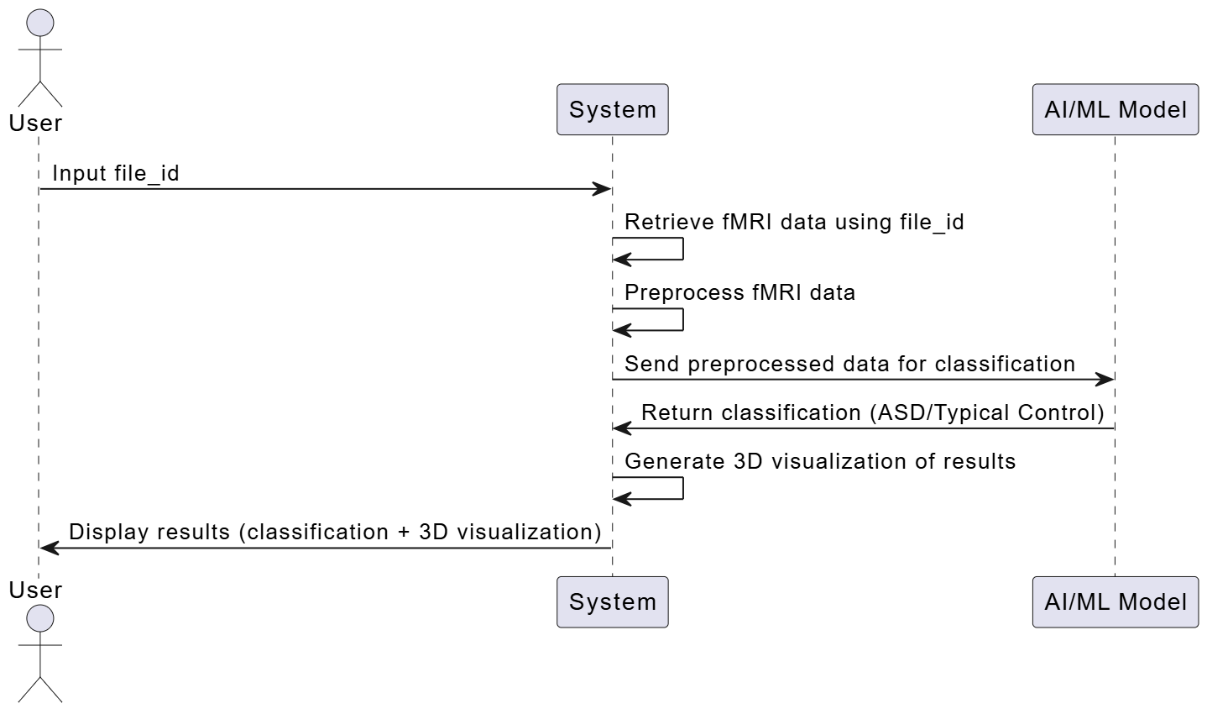 User
System
AI/ML Model
Input file_id
Retrieve fMRI data using file_id
Preprocess fMRI data
Send preprocessed data for classification
Return classification (ASD/Typical Control)
Generate 3D visualization of results
Display results (classification + 3D visualization)
User
System
AI/ML Model